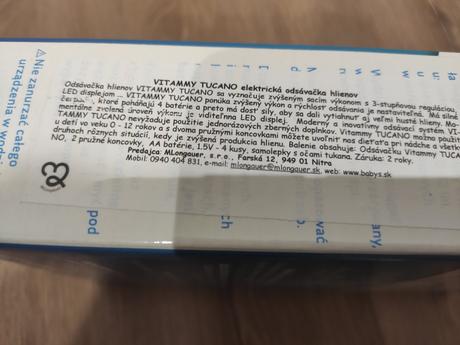 VITAMMY TUCANO elektrická odsávačka hlienov
Odsávačka hlienov VITAMMY TUCANO sa vyznačuje zvýšeným sacím výkonom s 3-stupňovou reguláciou,
LED displejom ... VITAMMY TUCANO ponúka zvýšený výkon a rýchlosť odsávania je nastaviteľná. Má silné
ktoré poháňajú 4 batérie a preto má dosť sily, aby sa dali vytiahnuť aj veľmi husté hlieny. Mo-
mentálne zvolená úroveň výkonu je viditeľná LED displej. Moderny a inovatívny odsávací systém VI-
TAMMY TUCANO nevyžaduje použitie jednorázových zberných doplnkov. Vitammy TUCANO možno použiť
u detí vo veku 0 - 12 rokov a s dvoma pružnými koncovkami môžete uvoľniť nos dieťaťa pri nádche a všetkých
druhoch rôznych situácií, kedy je zvýšená produkcia hlienu. Balenie obsahuje: Odsávačku Vitammy TUCA-
NO, 2 pružné koncovky, AA batérie, 1.5V - 4 kusy, samolepky s očami tukana. Záruka: 2 roky.
Predajca: MLongauer, s.r.o., Farská 12, 949 01 Nitra
Mobil: 0940 404 831, e-mail: mlongauer@mlongauer.sk, web: www.babys.sk
⚠ Nie zanurzać całego
urządzenia w wodzi
pod